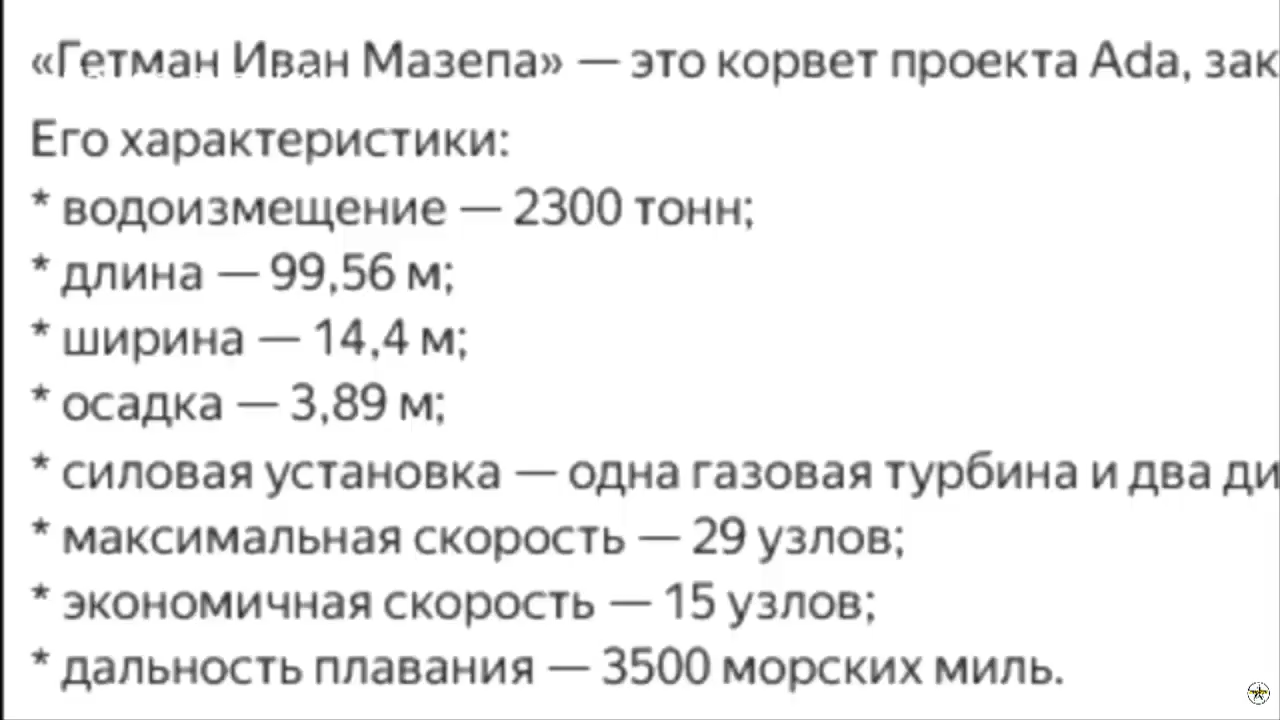 «Гетман Иван Мазепа» — это корвет проекта Ada, зак
Его характеристики:
* водоизмещение — 2300 тонн;
* длина — 99,56 м;
* ширина — 14,4 м;
* осадка — 3,89 м;
* силовая установка — одна газовая турбина и два ди
* максимальная скорость — 29 узлов;
* экономичная скорость — 15 узлов;
* дальность плавания — 3500 морских миль.